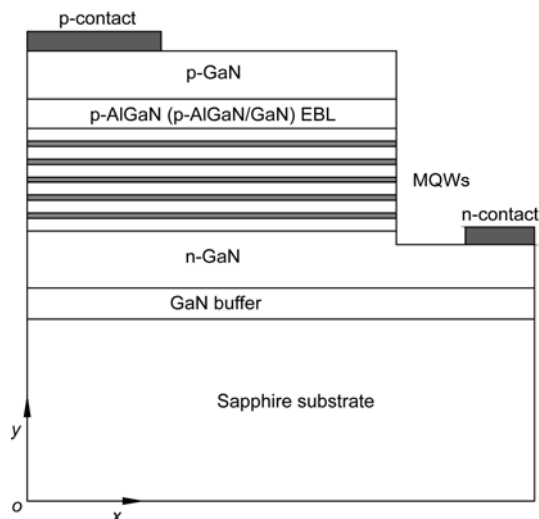 p-contact
p-GaN
p-AlGaN (p-AlGaN/GaN) EBL
MQWs
n-contact
n-GaN
GaN buffer
Sapphire substrate
y
o
x